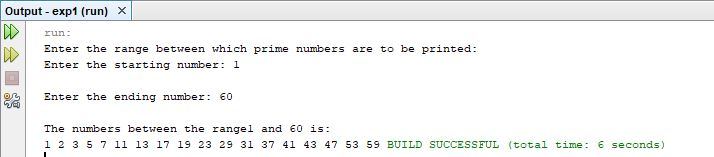 Output - exp1 (run)
run:
Enter the range between which prime numbers are to be printed:
Enter the starting number: 1
Enter the ending number: 60
The numbers between the range1 and 60 is:
1 2 3 5 7 11 13 17 19 23 29 31 37 41 43 47 53 59 BUILD SUCCESSFUL (total time: 6 seconds)